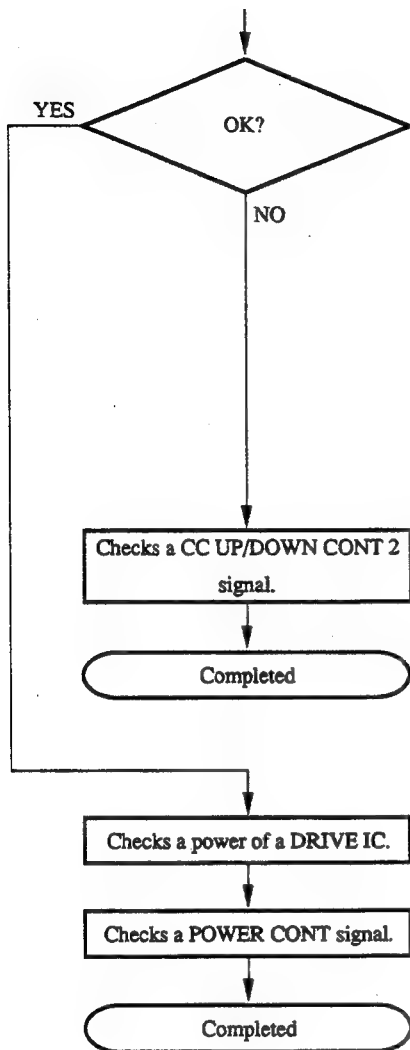 YES
OK?
NO
Checks a CC UP/DOWN CONT 2
signal.
Completed
Checks a power of a DRIVE IC.
Checks a POWER CONT signal.
Completed